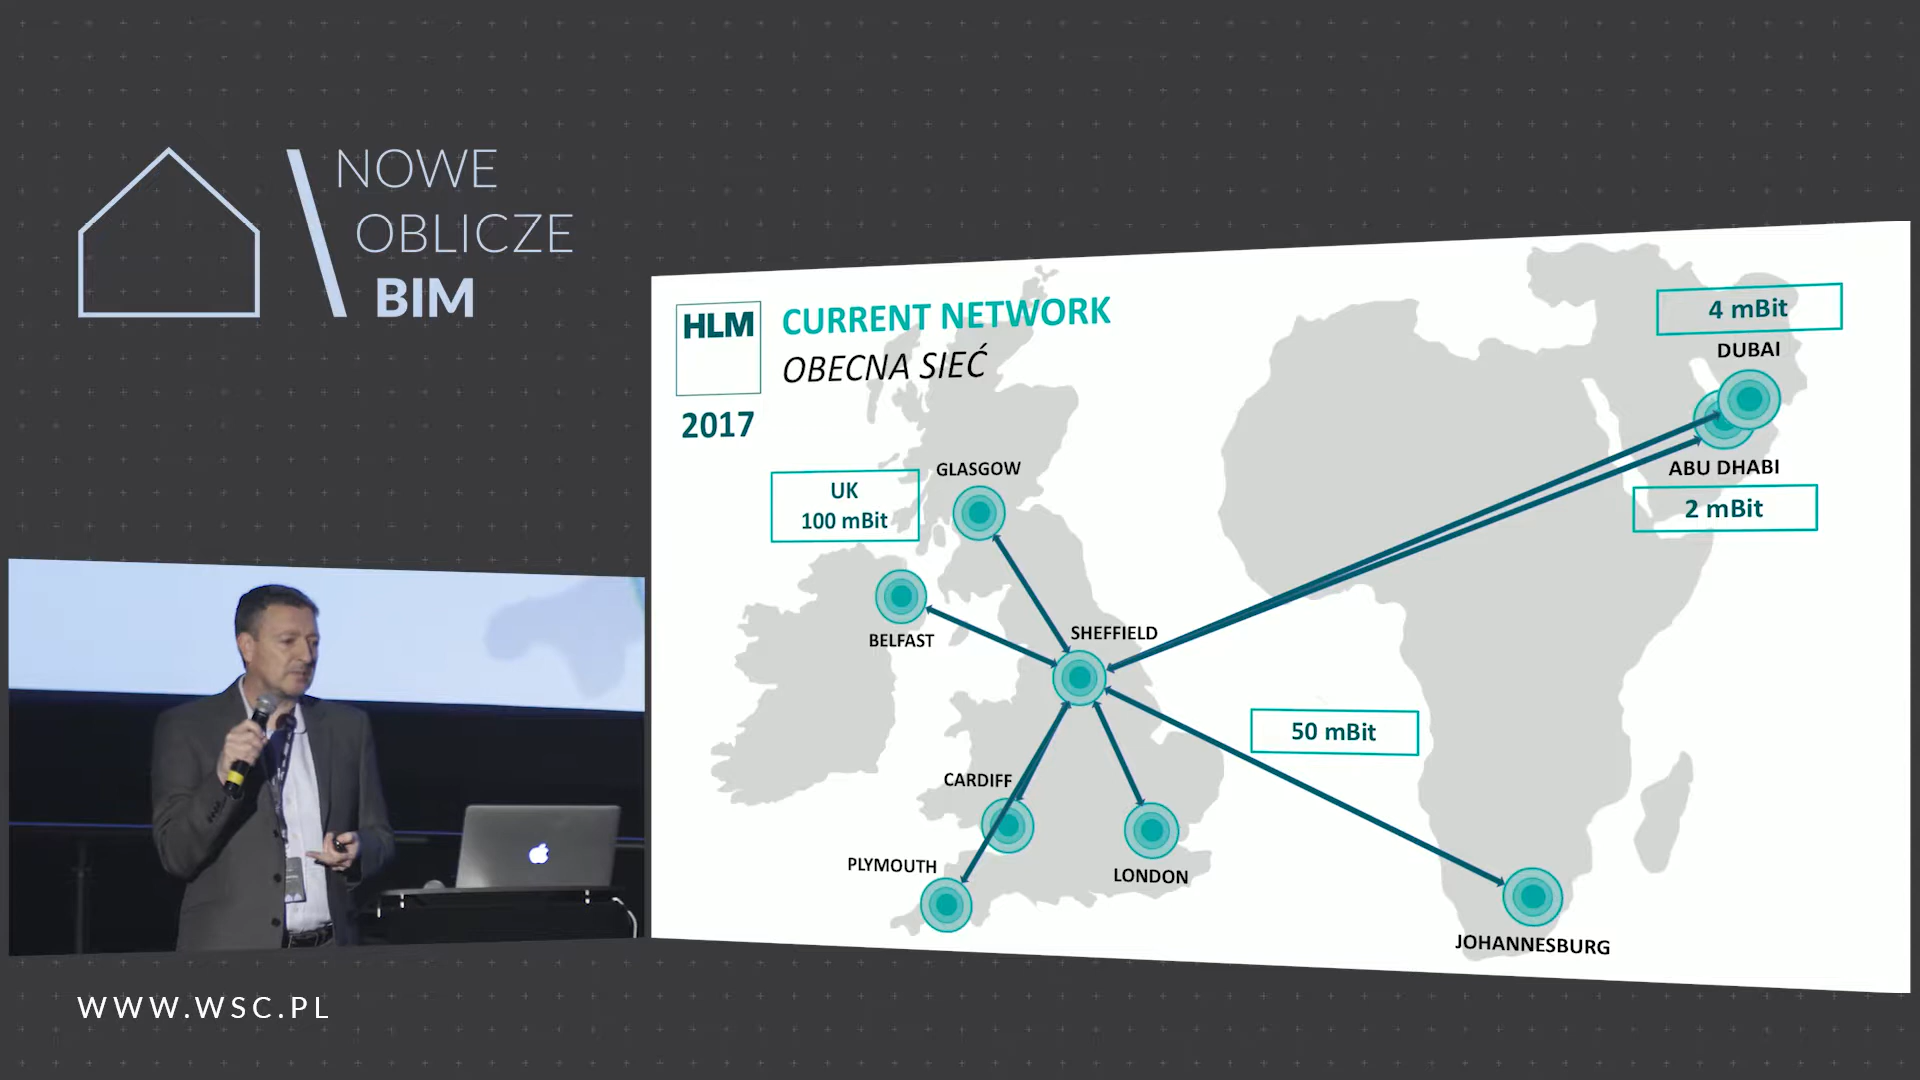 NOWE
OBLICZE
BIM
HLM
CURRENT NETWORK
OBECNA SIEĆ
2017
UK
100 mBit
GLASGOW
BELFAST
SHEFFIELD
CARDIFF
PLYMOUTH
LONDON
4 mBit
DUBAI
ABU DHABI
2 mBit
50 mBit
JOHANNESBURG
WWW.WSC.PL